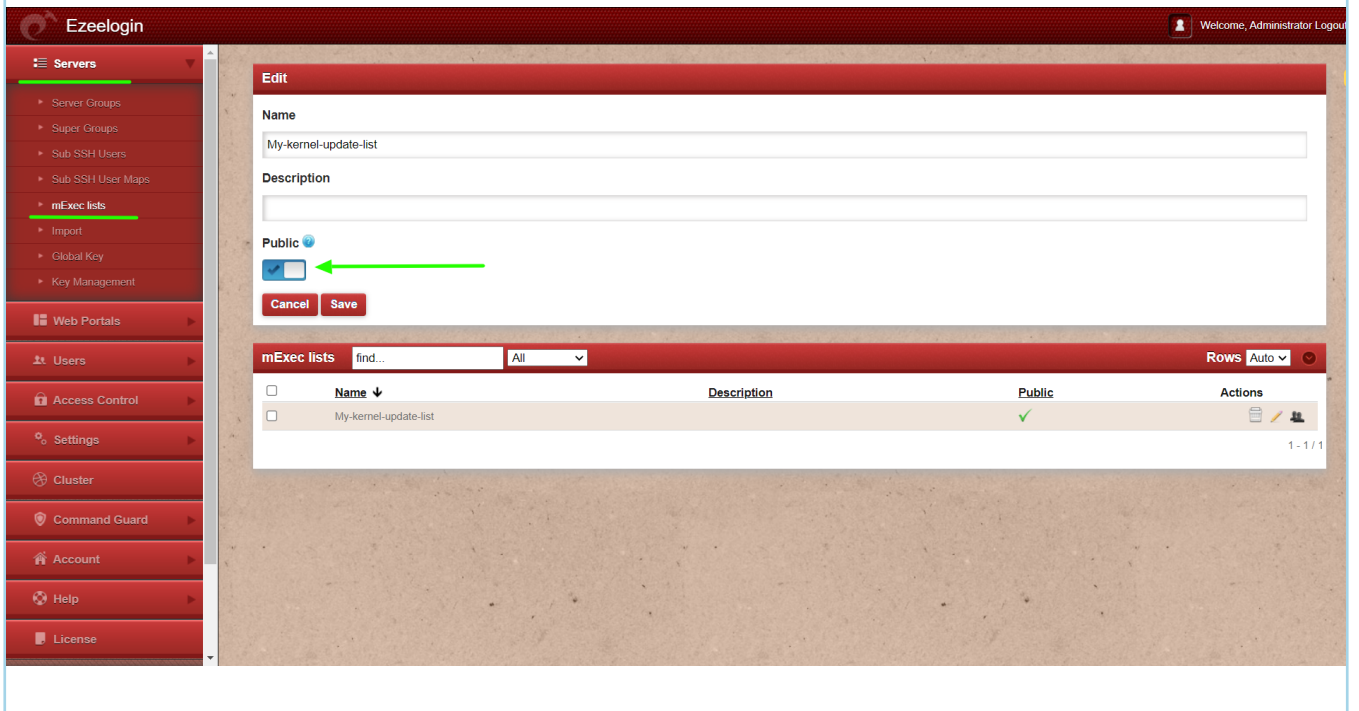 Ezeelogin
Welcome, Administrator Logout
Servers
Server Groups
Super Groups
Sub SSH Users
Sub SSH User Maps
mExec lists
Import
Global Key
Key Management
Web Portals
Users
Access Control
Settings
Cluster
Command Guard
Account
Help
License
Edit
Name
My-kernel-update-list
Description
Public ?
Cancel Save
mExec lists find... All Rows Auto
Name Description Public Actions
My-kernel-update-list
1 - 1 / 1